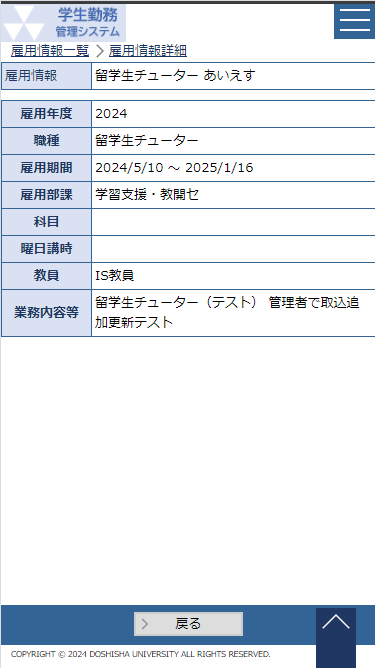 学生勤務
管理システム
雇用情報一覧 > 雇用情報詳細
雇用情報 留学生チューター あいえす
雇用年度 2024
職種 留学生チューター
雇用期間 2024/5/10 ～ 2025/1/16
雇用部課 学習支援・教開セ
科目
曜日講時
教員 IS教員
業務内容等 留学生チューター（テスト） 管理者で取込追
加更新テスト
戻る
COPYRIGHT © 2024 DOSHISHA UNIVERSITY ALL RIGHTS RESERVED.